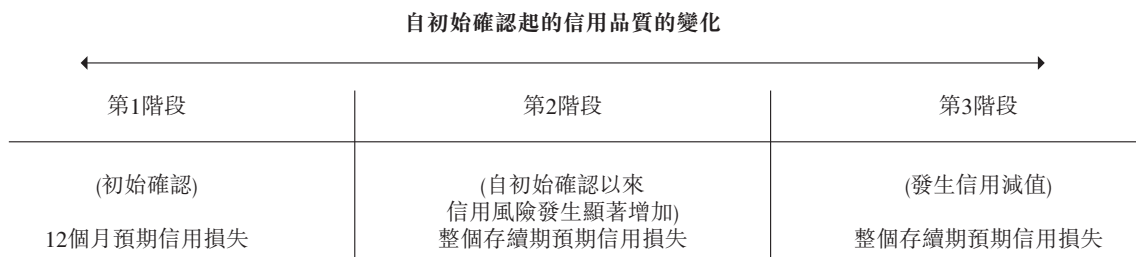 自初始確認起的信用品質的變化
第1階段
第2階段
第3階段
(初始確認)
12個月預期信用損失
(自初始確認以來
信用風險發生顯著增加)
整個存續期預期信用損失
(發生信用減值)
整個存續期預期信用損失